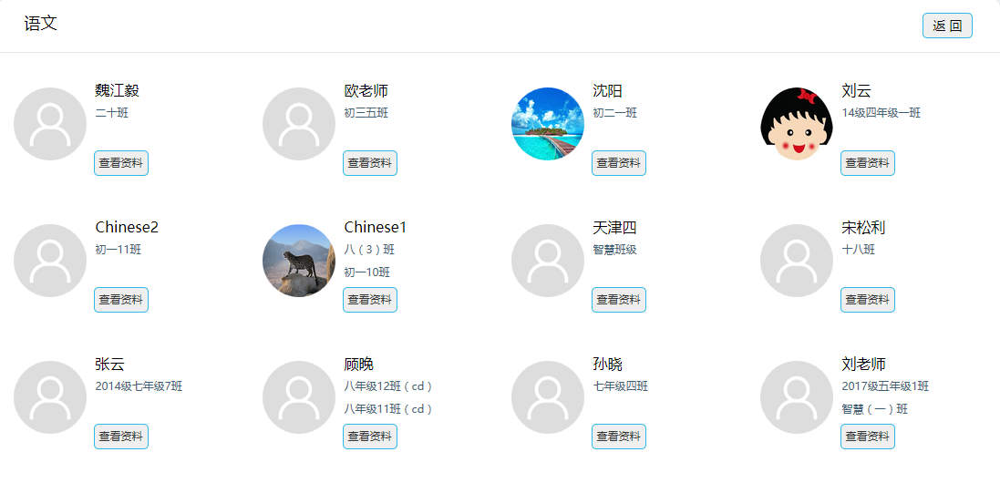 语文
返 回
魏江毅
二十班
查看资料
欧老师
初三五班
查看资料
沈阳
初二一班
查看资料
刘云
14级四年级一班
查看资料
Chinese2
初一11班
查看资料
Chinese1
八（3）班
初一10班
查看资料
天津四
智慧班级
查看资料
宋松利
十八班
查看资料
张云
2014级七年级7班
查看资料
顾晚
八年级12班（cd）
八年级11班（cd）
查看资料
孙晓
七年级四班
查看资料
刘老师
2017级五年级1班
智慧（一）班
查看资料